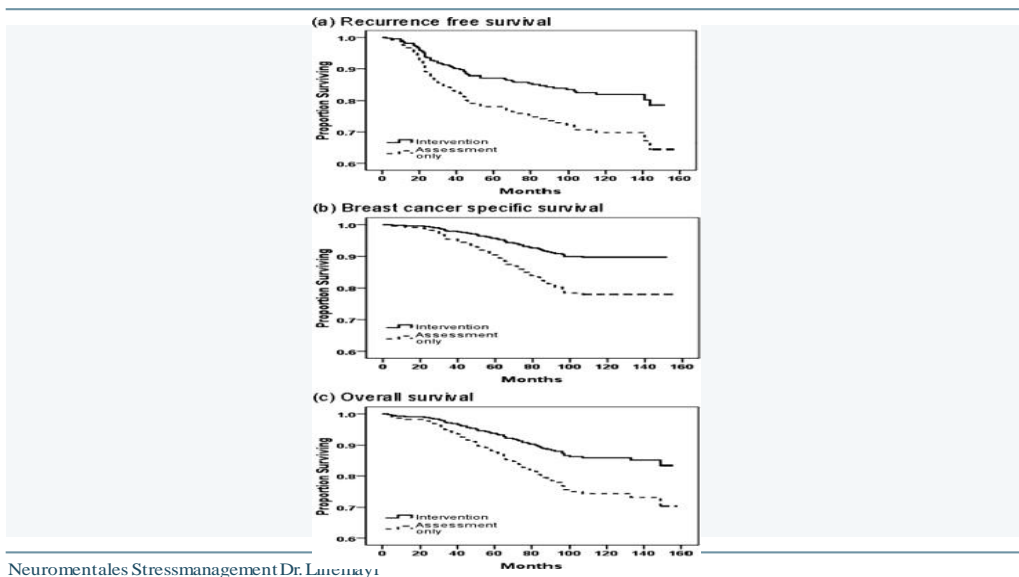 (a) Recurrence free survival
Proportion Surviving
1.0
0.9
0.8
0.7
0.6
Intervention
Assessment
only
0 20 40 60 80 100 120 140 160
Months
(b) Breast cancer specific survival
Proportion Surviving
1.0
0.9
0.8
0.7
0.6
Intervention
Assessment
only
0 20 40 60 80 100 120 140 160
Months
(c) Overall survival
Proportion Surviving
1.0
0.9
0.8
0.7
0.6
Intervention
Assessment
only
0 20 40 60 80 100 120 140 160
Months
Neuromentales Stressmanagement Dr.